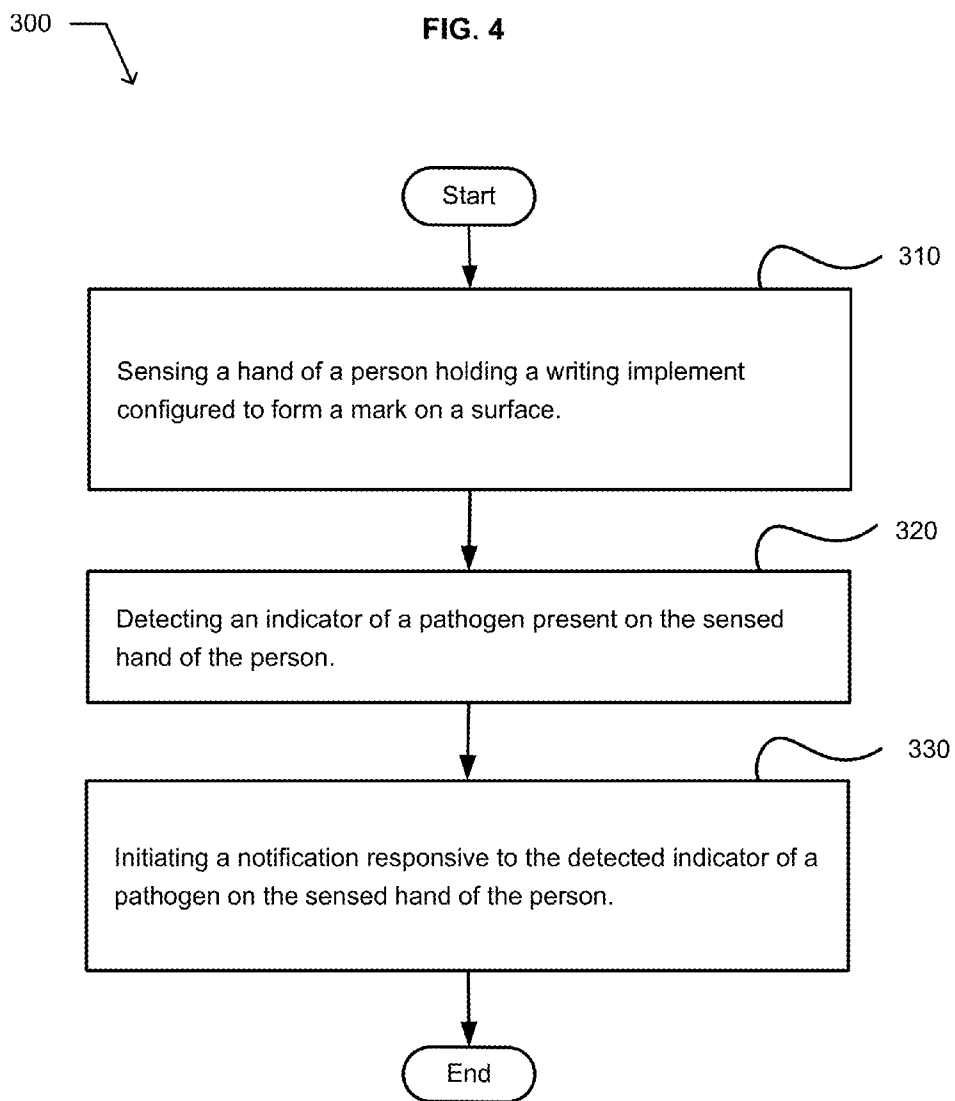 300
FIG. 4
Start
310
Sensing a hand of a person holding a writing implement
configured to form a mark on a surface.
320
Detecting an indicator of a pathogen present on the sensed
hand of the person.
330
Initiating a notification responsive to the detected indicator of a
pathogen on the sensed hand of the person.
End